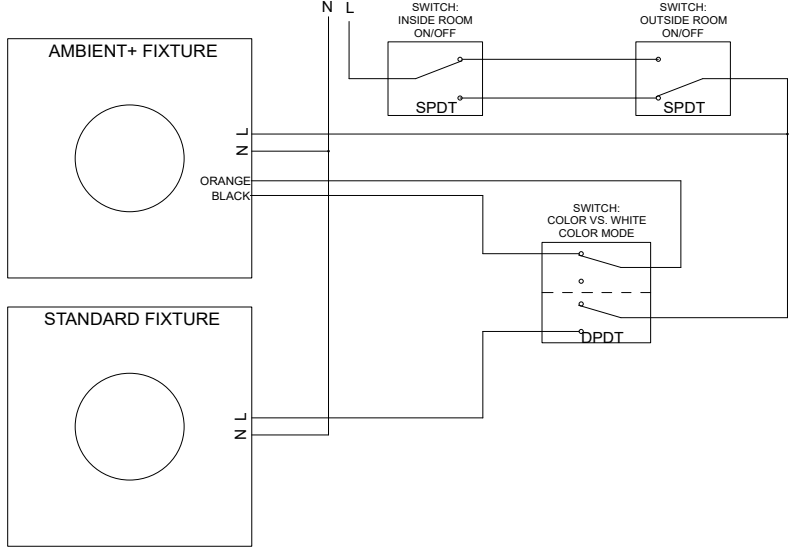 N L
SWITCH:
INSIDE ROOM
ON/OFF
SPDT
SWITCH:
OUTSIDE ROOM
ON/OFF
SPDT
AMBIENT+ FIXTURE
L
N
ORANGE
BLACK
SWITCH:
COLOR VS. WHITE
COLOR MODE
DPDT
STANDARD FIXTURE
L
N